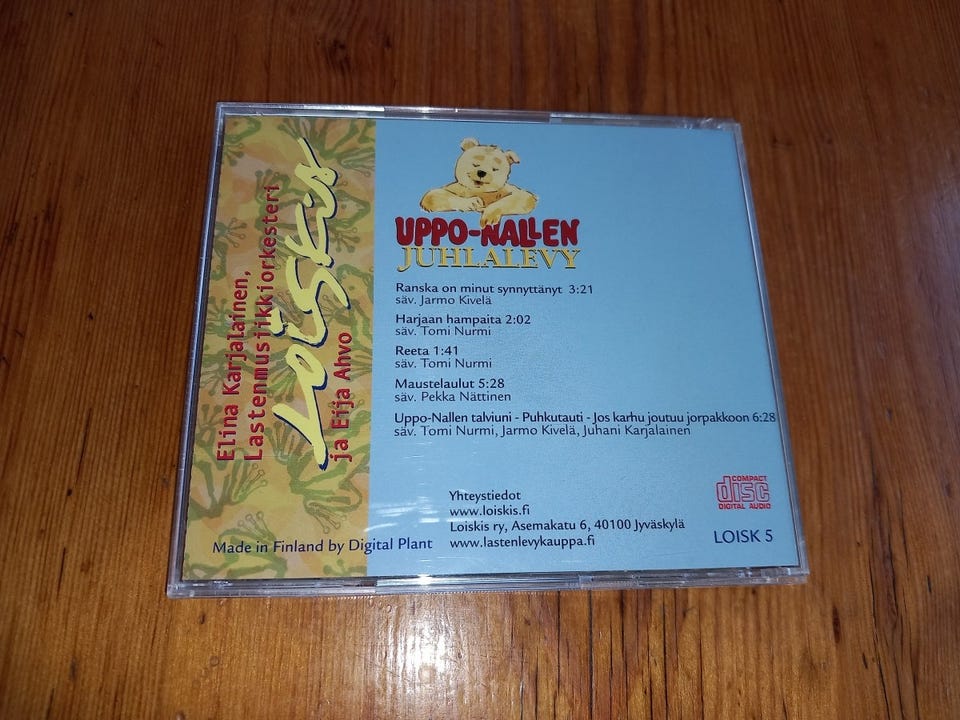 Elina Karjalainen,
Lastenmusiikkiorkesteri
Loiskis
ja Eija Ahvo
UPPO-NALLEN
JUHLALEVY
Ranska on minut synnyttänyt 3:21
säv. Jarmo Kivelä
Harjaan hampaita 2:02
säv. Tomi Nurmi
Reeta 1:41
säv. Tomi Nurmi
Maustelaulut 5:28
säv. Pekka Nättinen
Uppo-Nallen talviuni - Puhkutauti - Jos karhu joutuu jorpakkoon 6:28
säv. Tomi Nurmi, Jarmo Kivelä, Juhani Karjalainen
Yhteystiedot
www.loiskis.fi
Loiskis ry, Asemakatu 6, 40100 Jyväskylä
www.lastenlevykauppa.fi
Made in Finland by Digital Plant
COMPACT
disc
DIGITAL AUDIO
LOISK 5